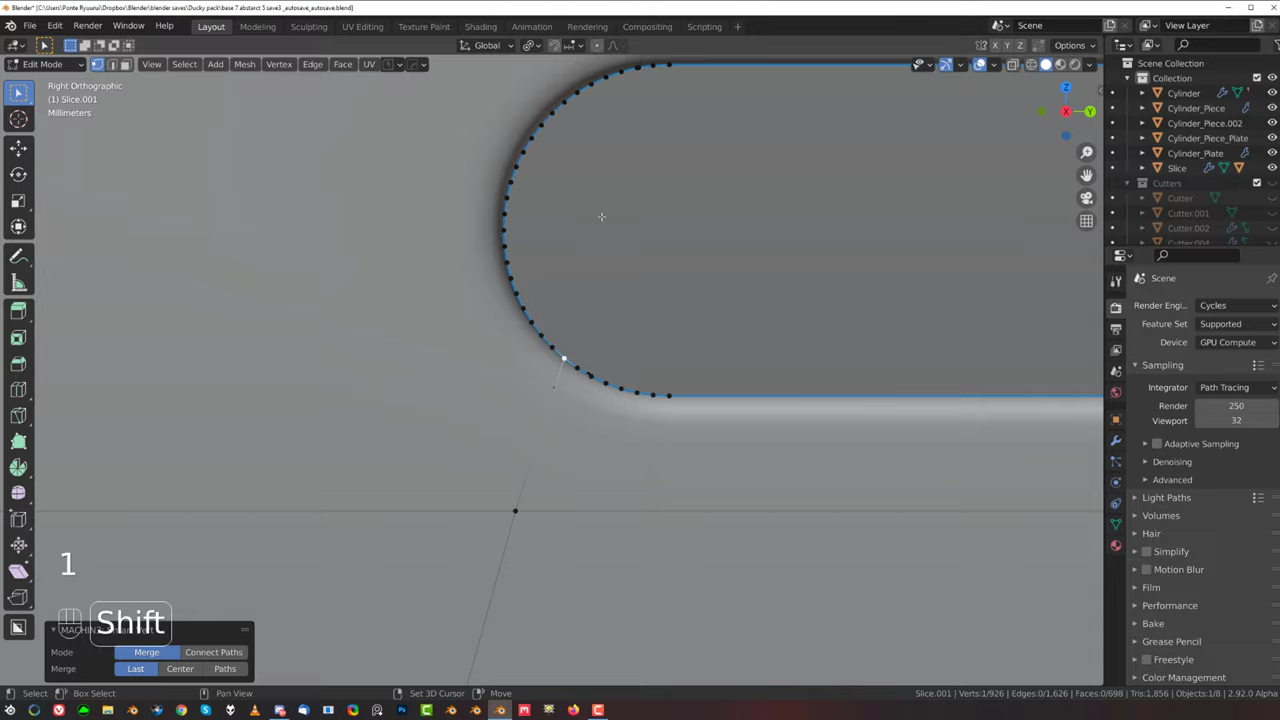 Blender* [C:\Users\Ponte Ryuurui\Dropbox\Blender\blender saves\Ducky pack\base 7 abstarct 5 save3 _autosave_autosave.blend]
File Edit Render Window Help Layout Modeling Sculpting UV Editing Texture Paint Shading Animation Rendering Compositing Scripting Scene View Layer
Global X Y Z Options
Edit Mode View Select Add Mesh Vertex Edge Face UV
Right Orthographic
(1) Slice.001
Millimeters
Z
X Y
Scene Collection
Collection
Cylinder
Cylinder_Piece
Cylinder_Piece.002
Cylinder_Piece_Plate
Cylinder_Plate
Slice
Cutters
Cutter
Cutter.001
Cutter.002
Cutter.004
Scene
Render Engi... Cycles
Feature Set Supported
Device GPU Compute
Sampling
Integrator Path Tracing
Render 250
Viewport 32
Adaptive Sampling
Denoising
Advanced
Light Paths
Volumes
Hair
Simplify
Motion Blur
Film
Performance
Bake
Grease Pencil
Freestyle
Color Management
1
Shift
Mode Merge Connect Paths
Merge Last Center Paths
Select Box Select Pan View Set 3D Cursor Move Slice.001 | Verts:1/926 | Edges:0/1,626 | Faces:0/698 | Tris:1,856 | Objects:1/8 | 2.92.0 Alpha